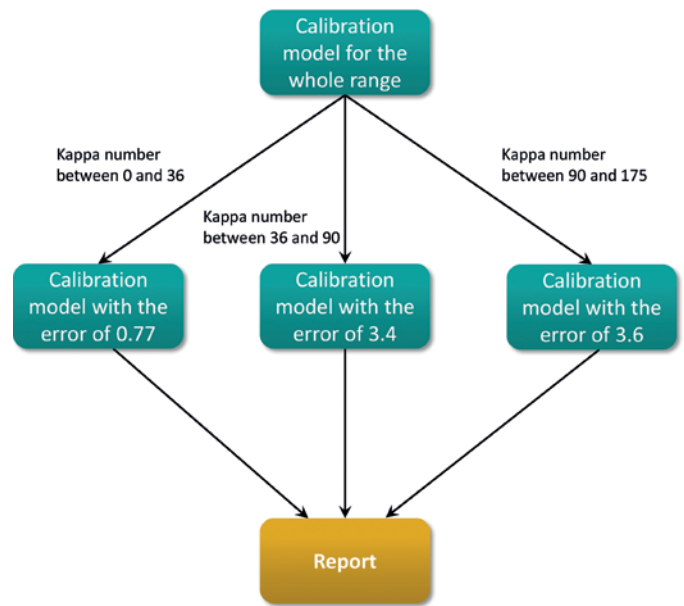 Calibration
model for the
whole range
Kappa number
between 0 and 36
Kappa number
between 36 and 90
Kappa number
between 90 and 175
Calibration
model with the
error of 0.77
Calibration
model with the
error of 3.4
Calibration
model with the
error of 3.6
Report